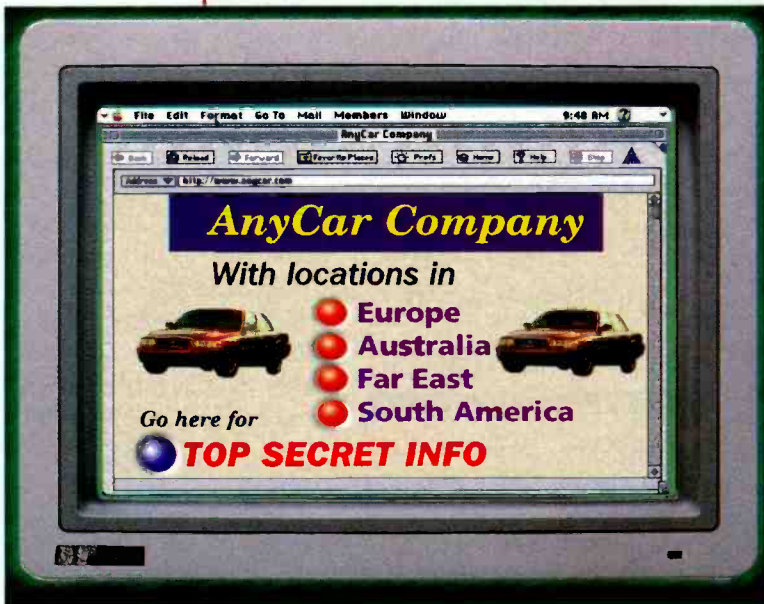 File Edit Format Go To Mail Members Window 9:48 AM
AnyCar Company
Back Reload Forward Favorite Places Prefs Home Help Stop
Address http://www.anycar.com
AnyCar Company
With locations in
Europe
Australia
Far East
South America
Go here for
TOP SECRET INFO